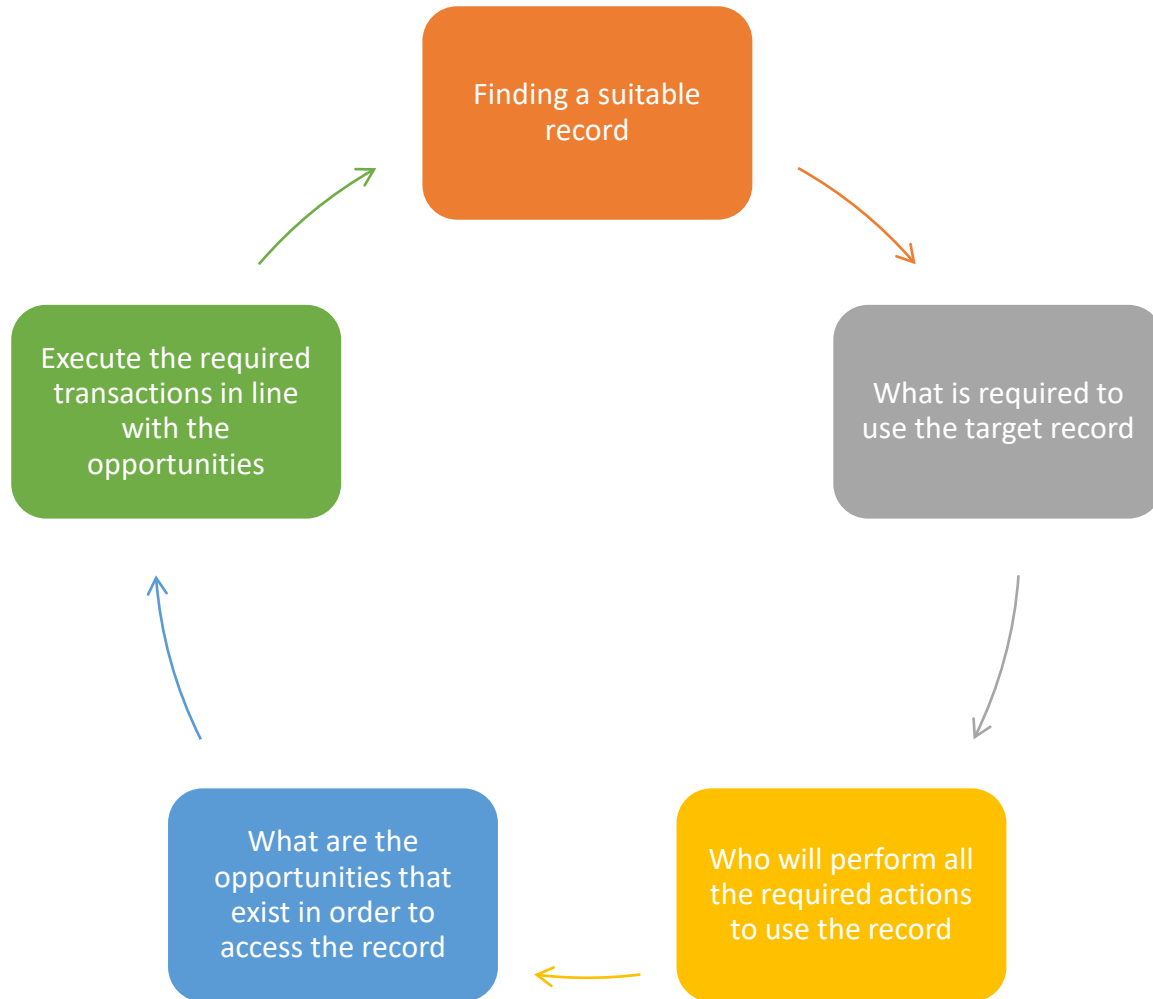 Finding a suitable
record
What is required to
use the target record
Who will perform all
the required actions
to use the record
What are the
opportunities that
exist in order to
access the record
Execute the required
transactions in line
with the
opportunities